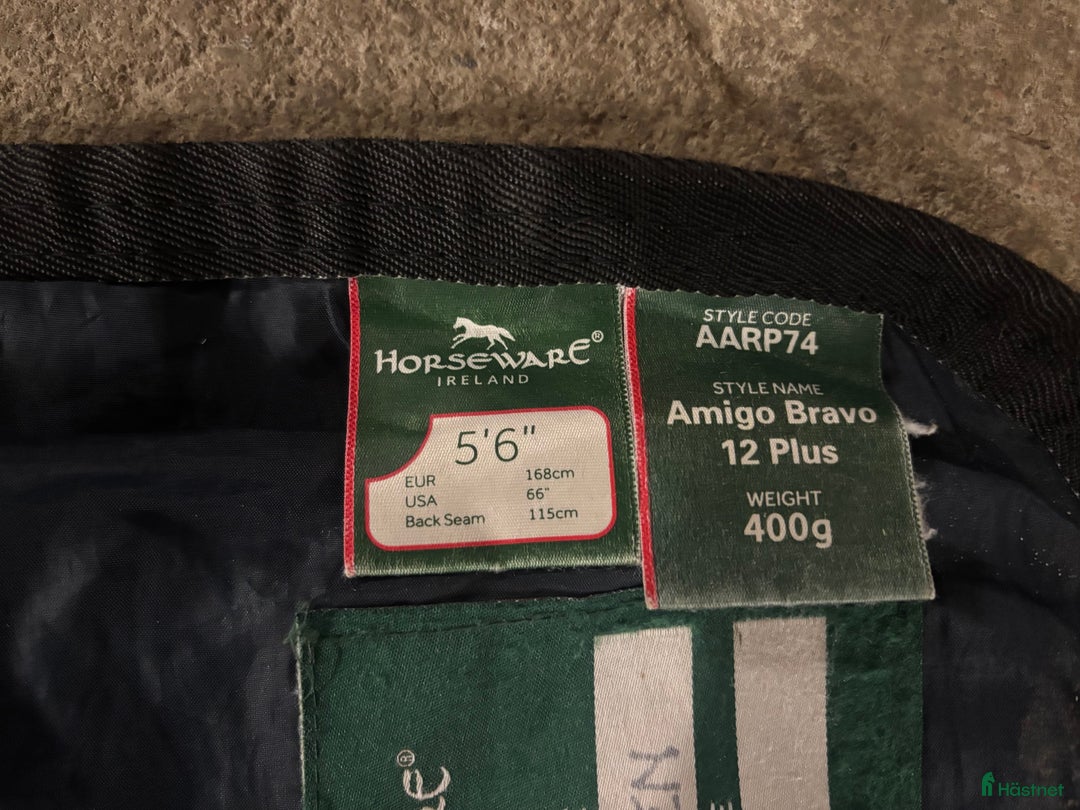 HORSEWARE®
IRELAND
5'6"
EUR 168cm
USA 66"
Back Seam 115cm
STYLE CODE
AARP74
STYLE NAME
Amigo Bravo
12 Plus
WEIGHT
400g
®
Hästnet